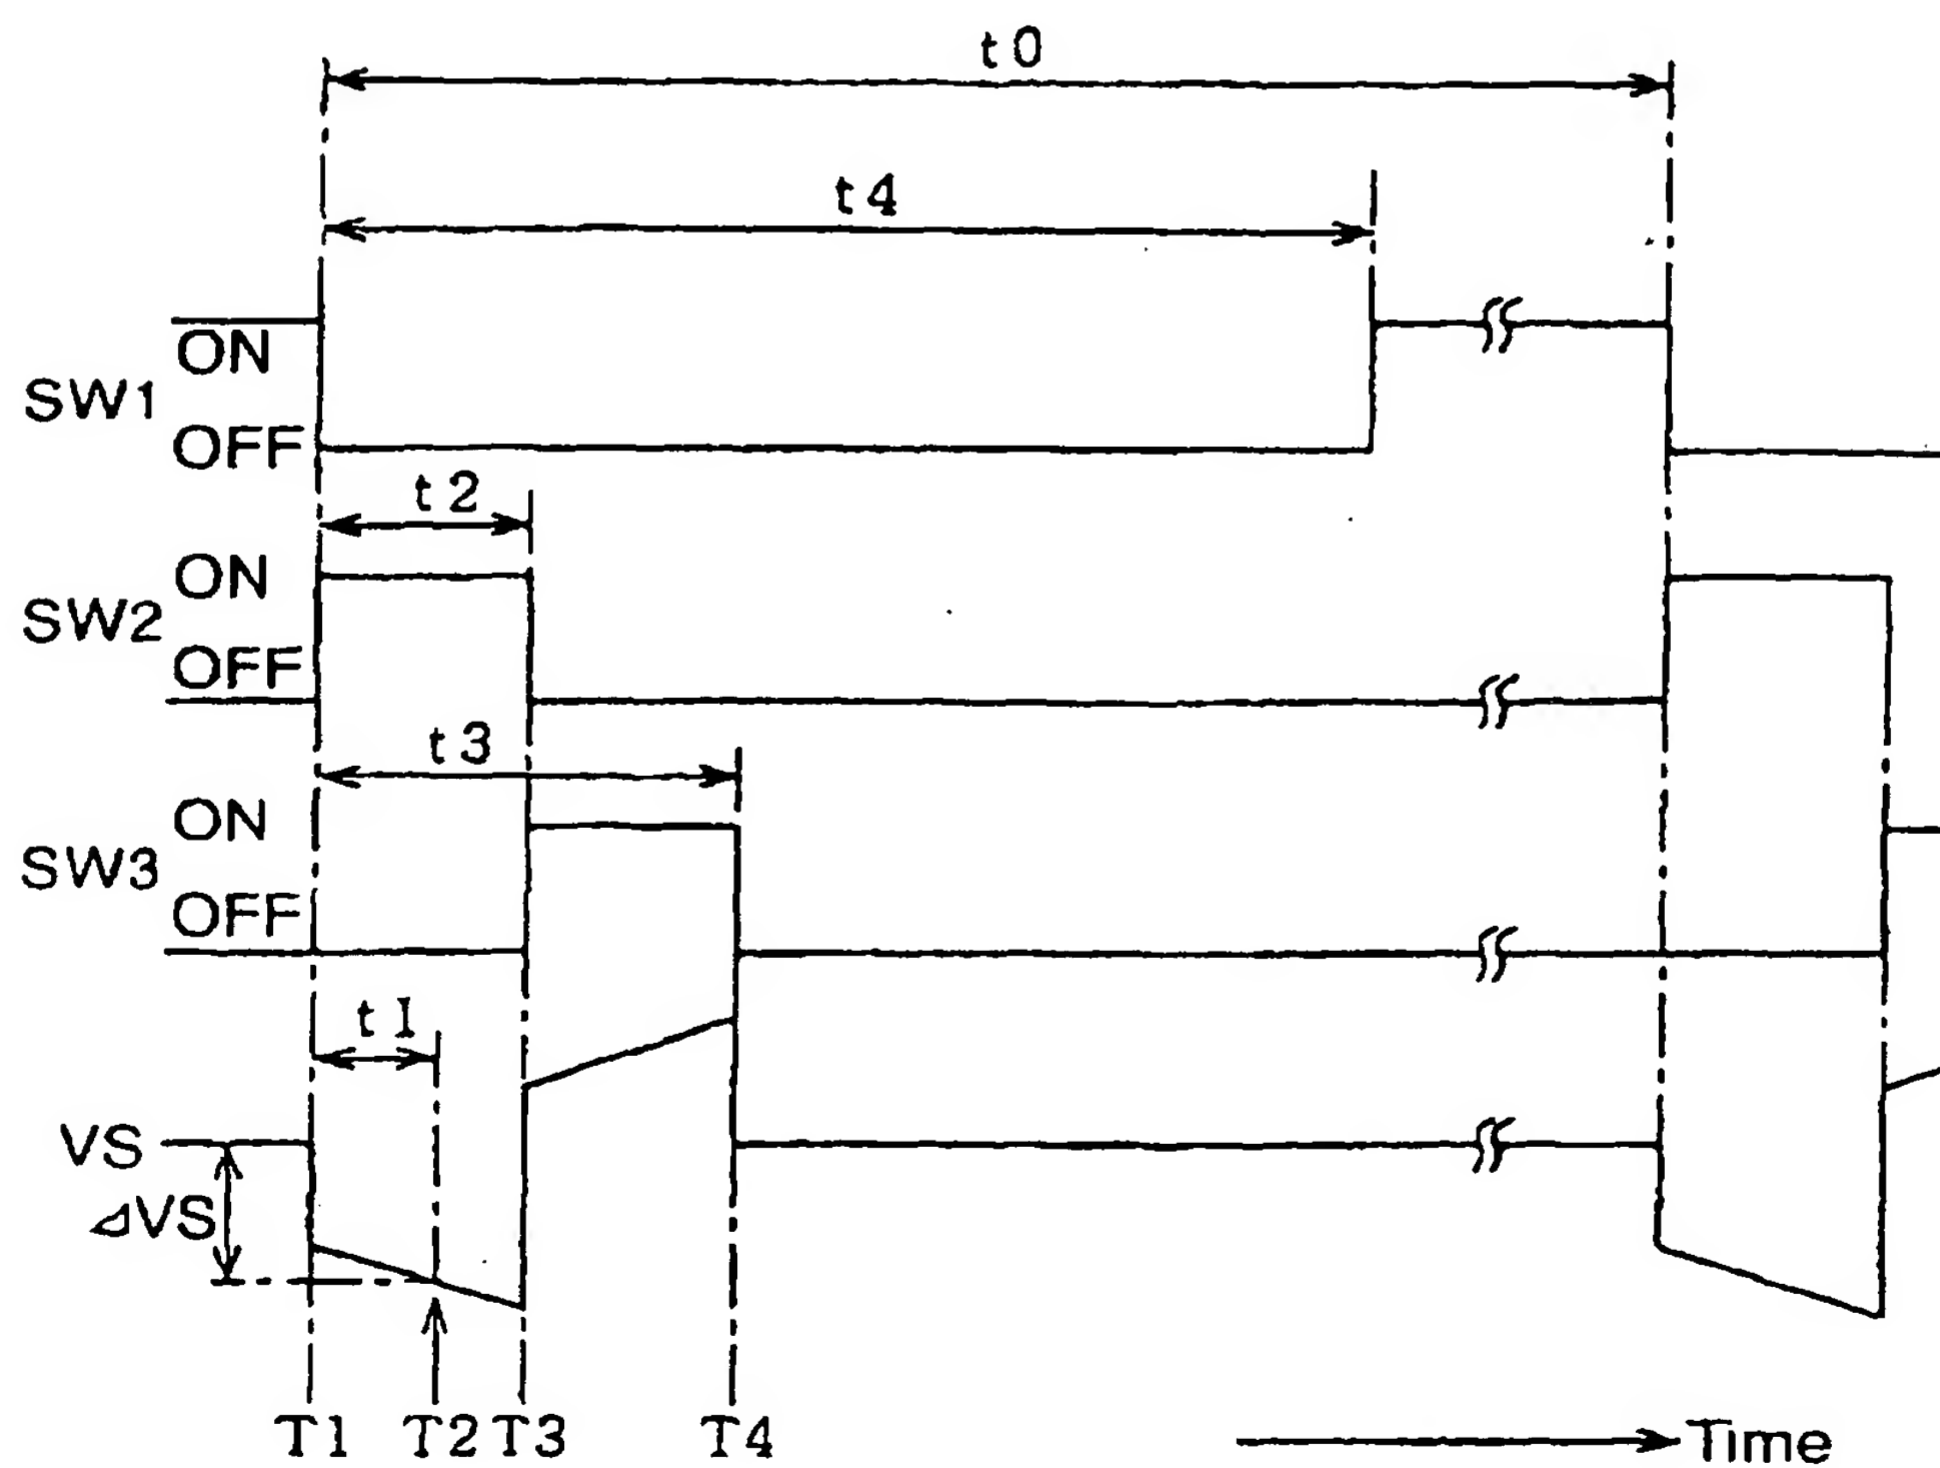 t0
t4
ON
SW1
OFF
t2
ON
SW2
OFF
t3
ON
SW3
OFF
t1
VS
⊿VS
T1 T2 T3 T4
Time